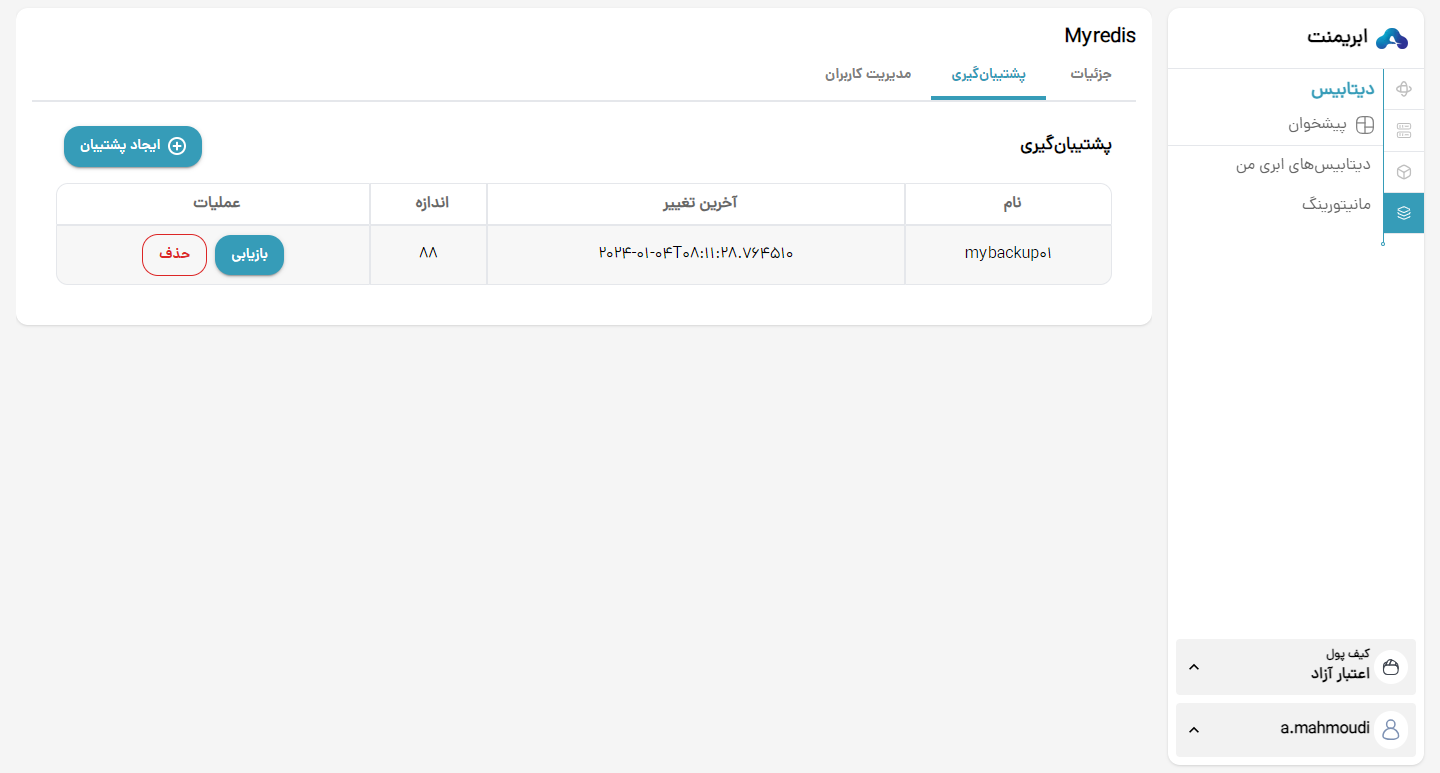 ابریمنت
دیتابیس
پیشخوان
دیتابیس‌های ابری من
مانیتورینگ
کیف پول
اعتبار آزاد
a.mahmoudi
Myredis
جزئیات پشتیبان‌گیری مدیریت کاربران
پشتیبان‌گیری
ایجاد پشتیبان
نام آخرین تغییر اندازه عملیات
mybackup۰۱ ۲۰۲۴-۰۱-۰۴T۰۸:۱۱:۲۸.۷۶۴۵۱۰ ۸۸ بازیابی حذف